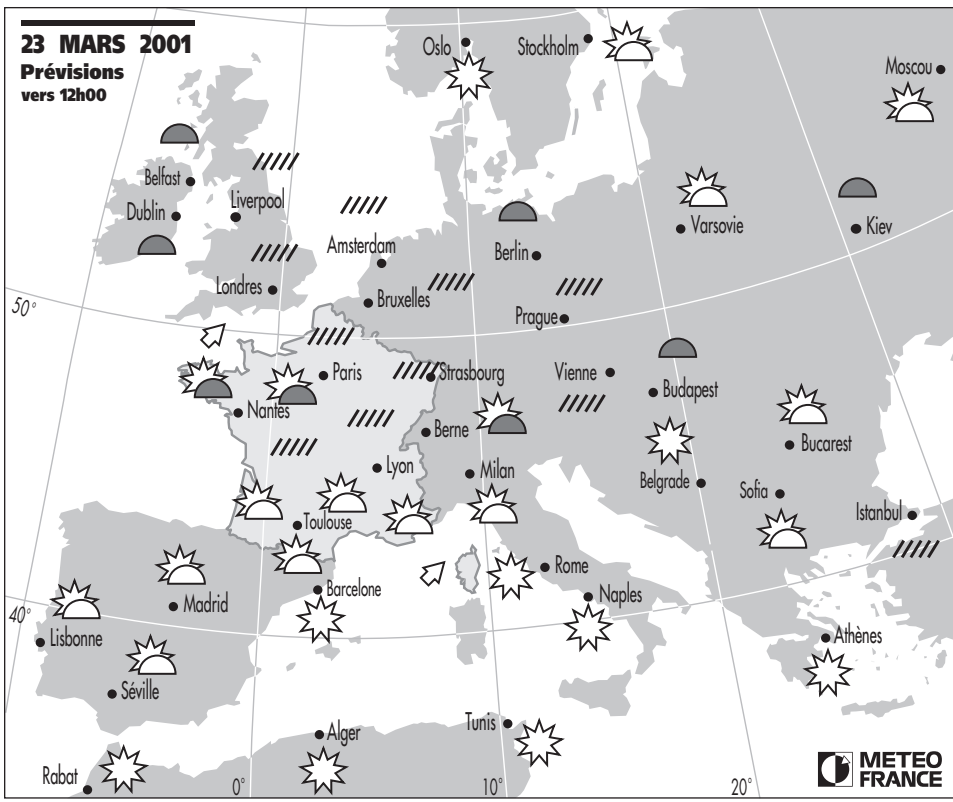 23 MARS 2001
Prévisions
vers 12h00
Oslo
Stockholm
Moscou
Belfast
Dublin
Liverpool
Varsovie
Kiev
Amsterdam
Berlin
Londres
Bruxelles
50°
Prague
Paris
Strasbourg
Vienne
Budapest
Nantes
Berne
Bucarest
Lyon
Milan
Belgrade
Sofia
Istanbul
Toulouse
Rome
Barcelone
Naples
Madrid
40°
Lisbonne
Athènes
Séville
Tunis
Alger
Rabat
0°
10°
20°
METEO
FRANCE